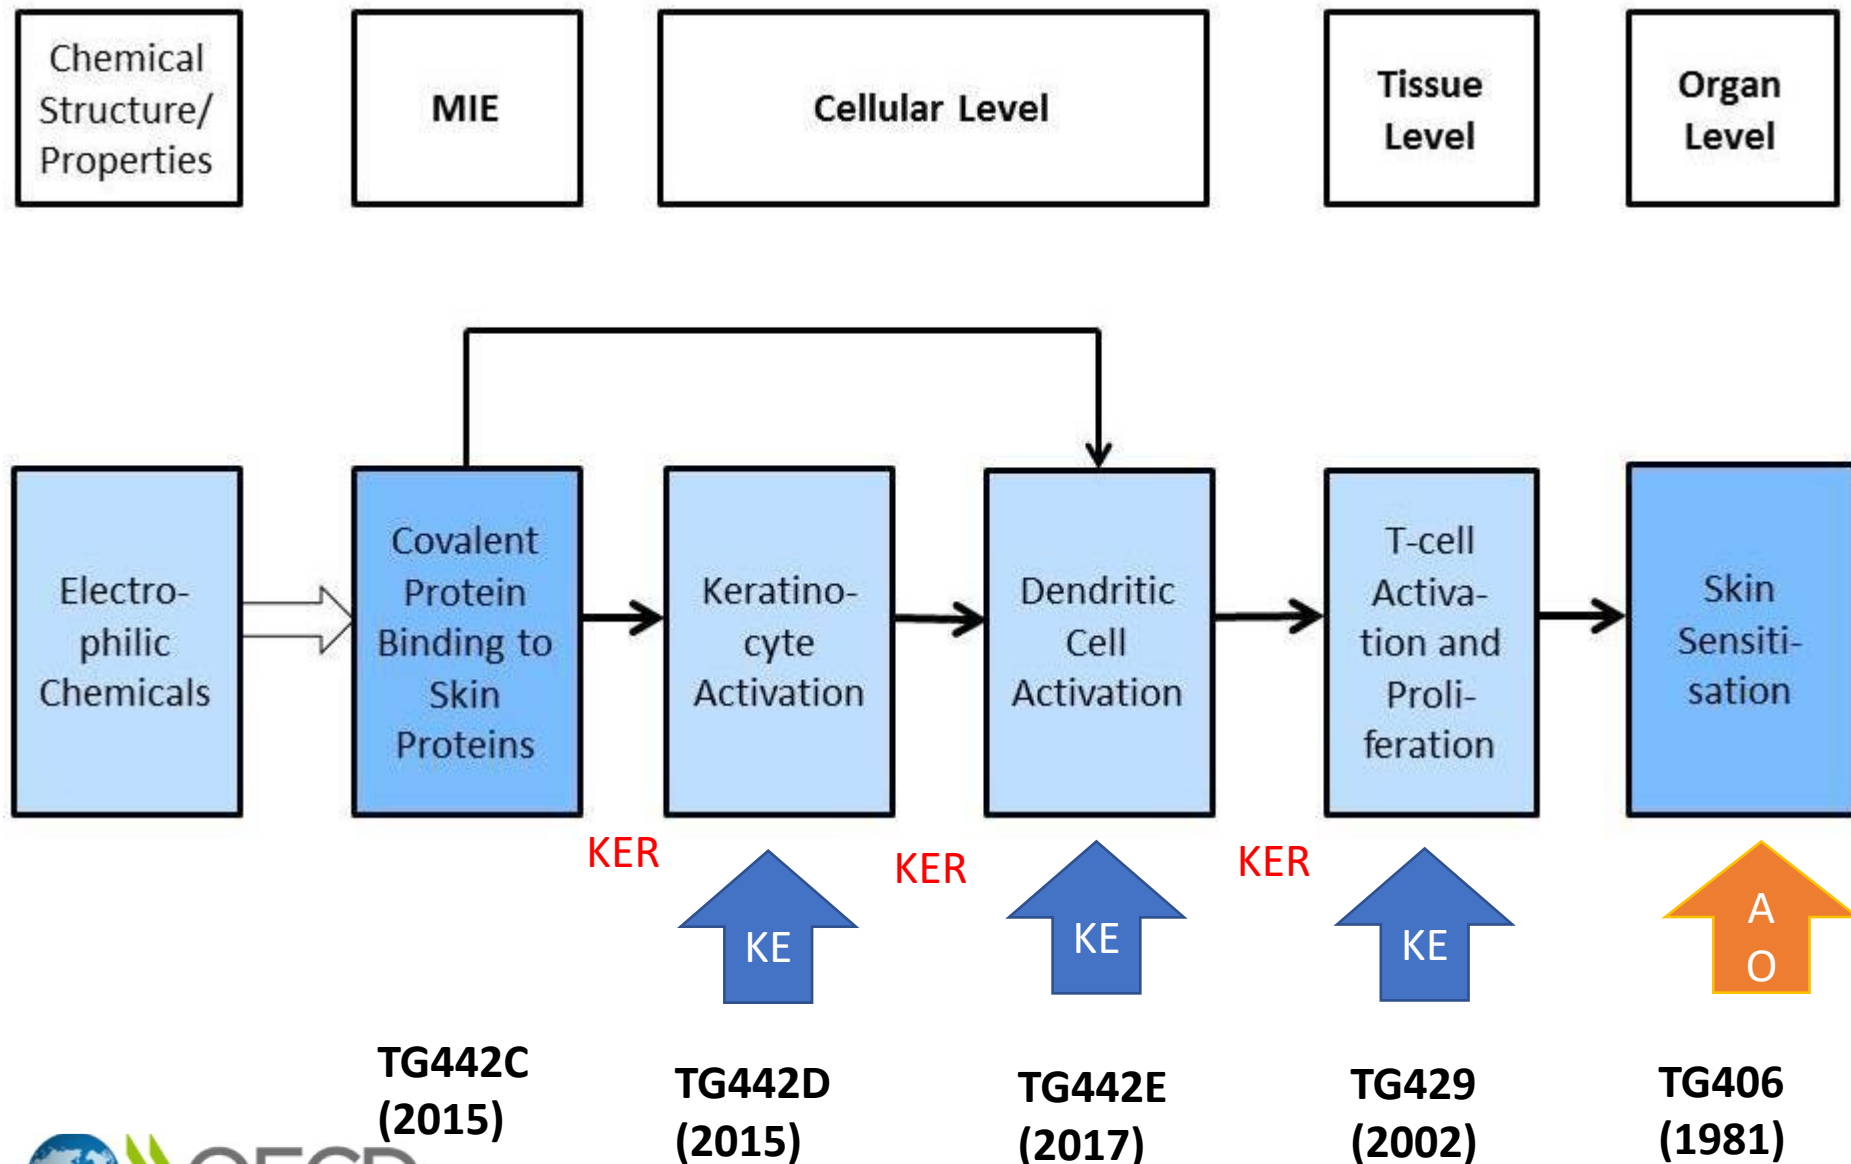 Chemical
Structure/
Properties
MIE
Cellular Level
Tissue
Level
Organ
Level
Electro-
philic
Chemicals
Covalent
Protein
Binding to
Skin
Proteins
Keratino-
cyte
Activation
Dendritic
Cell
Activation
T-cell
Activa-
tion and
Proli-
feration
Skin
Sensiti-
sation
KER
KER
KER
KE
KE
KE
A
O
TG442C
(2015)
TG442D
(2015)
TG442E
(2017)
TG429
(2002)
TG406
(1981)
OECD